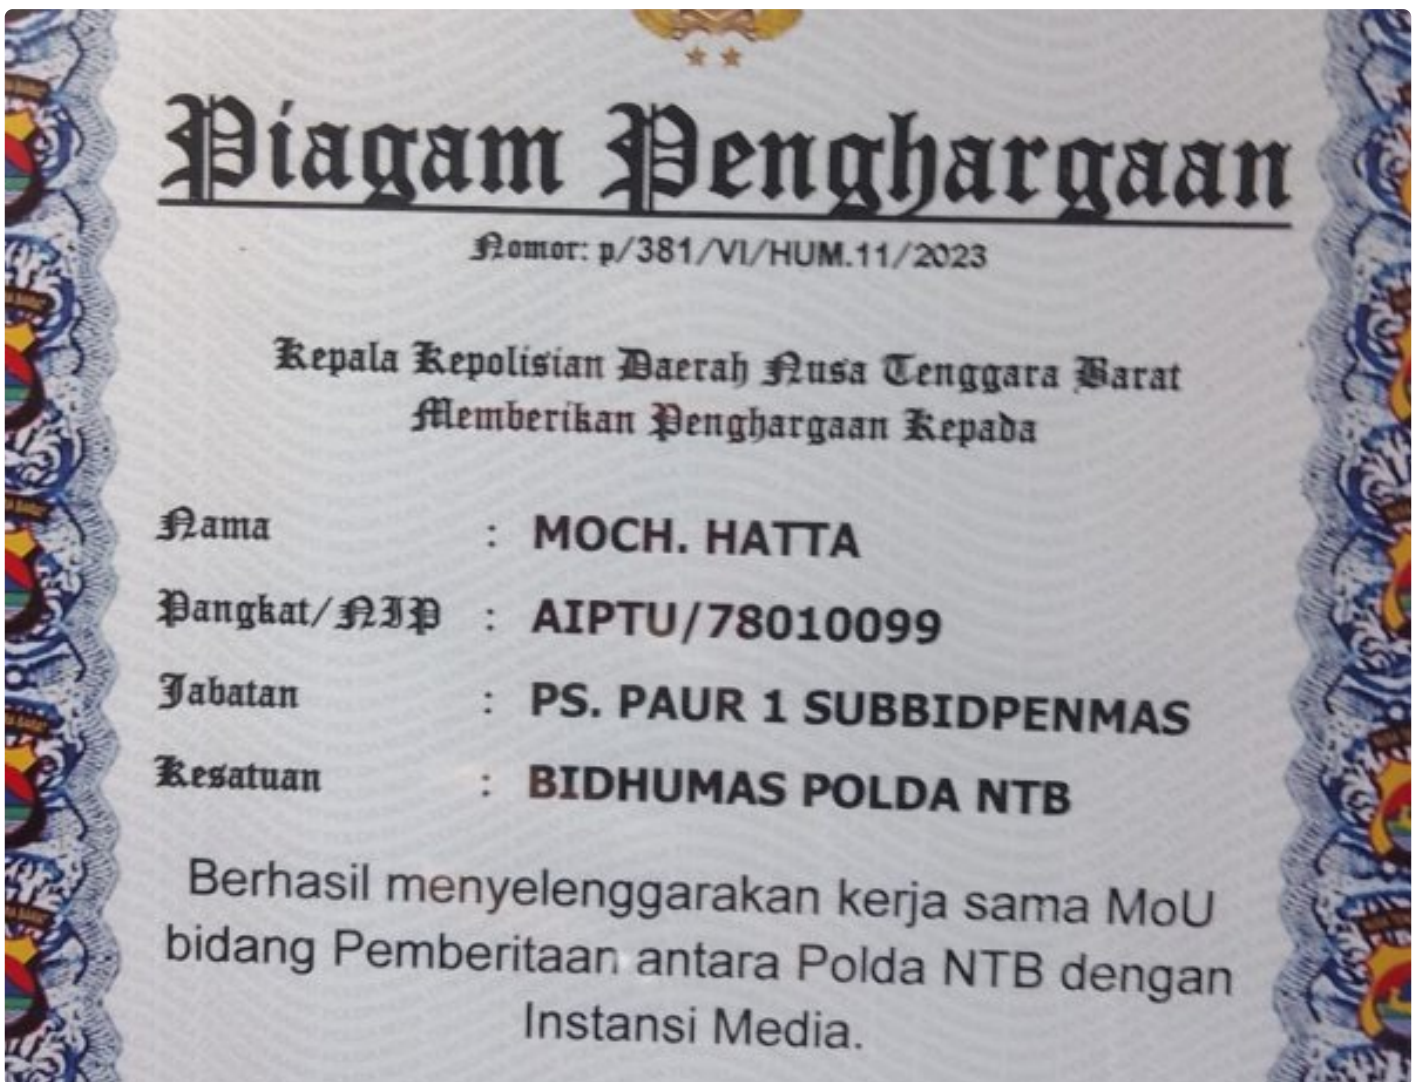 Piagam Penghargaan
Nomor: p/381/VI/HUM.11/2023
Kepala Kepolisian Daerah Nusa Tenggara Barat
Memberikan Penghargaan Kepada
Nama : MOCH. HATTA
Pangkat/NIP : AIPTU/78010099
Jabatan : PS. PAUR 1 SUBBIDPENMAS
Kesatuan : BIDHUMAS POLDA NTB
Berhasil menyelenggarakan kerja sama MoU
bidang Pemberitaan antara Polda NTB dengan
Instansi Media.